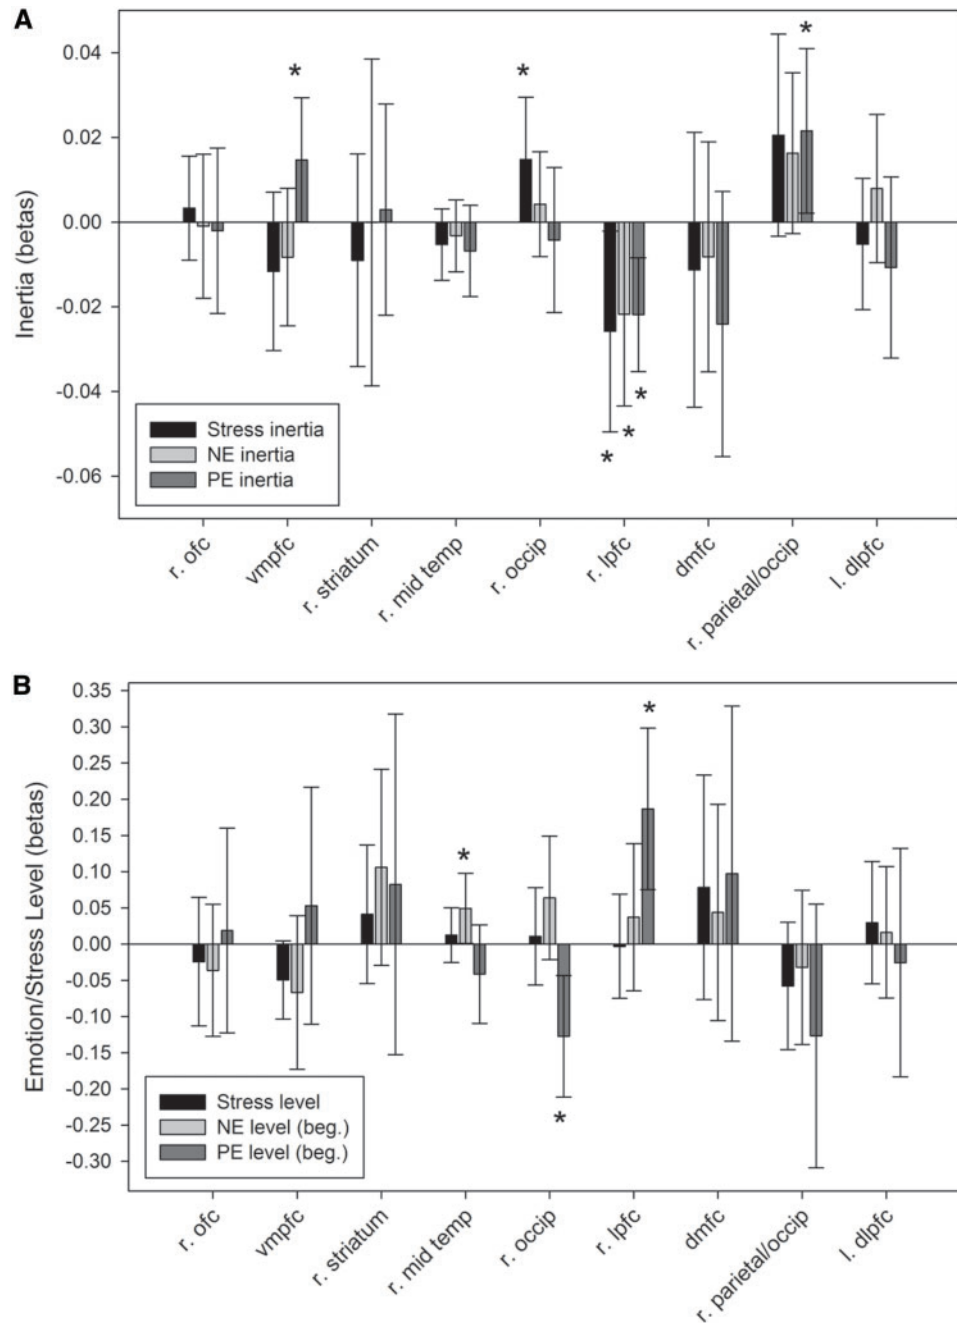 A
Inertia (betas)
0.04
0.02
0.00
-0.02
-0.04
-0.06
*
*
*
*
*
*
Stress inertia
NE inertia
PE inertia
r. ofc
vmpfc
r. striatum
r. mid temp
r. occip
r. lpfc
dmfc
r. parietal/occip
l. dlpfc
B
Emotion/Stress Level (betas)
0.35
0.30
0.25
0.20
0.15
0.10
0.05
0.00
-0.05
-0.10
-0.15
-0.20
-0.25
-0.30
*
*
*
Stress level
NE level (beg.)
PE level (beg.)
r. ofc
vmpfc
r. striatum
r. mid temp
r. occip
r. lpfc
dmfc
r. parietal/occip
l. dlpfc